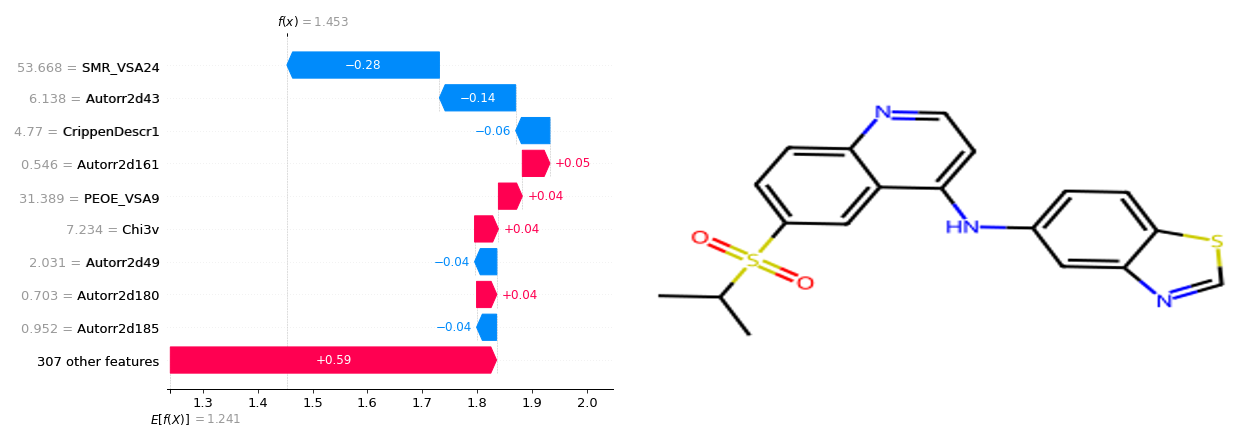 f(x) = 1.453
53.668 = SMR_VSA24
−0.28
6.138 = Autorr2d43
−0.14
4.77 = CrippenDescr1
−0.06
0.546 = Autorr2d161
+0.05
31.389 = PEOE_VSA9
+0.04
7.234 = Chi3v
+0.04
2.031 = Autorr2d49
−0.04
0.703 = Autorr2d180
+0.04
0.952 = Autorr2d185
−0.04
307 other features
+0.59
1.3 1.4 1.5 1.6 1.7 1.8 1.9 2.0
E[f(X)] = 1.241
N
HN
S
N
O
S
O